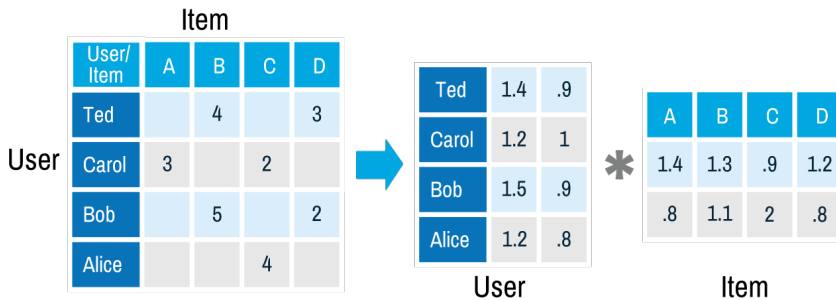 Item
User/
Item A B C D
Ted 4 3
User Carol 3 2
Bob 5 2
Alice 4
Ted 1.4 .9
Carol 1.2 1
Bob 1.5 .9
Alice 1.2 .8
User
*
A B C D
1.4 1.3 .9 1.2
.8 1.1 2 .8
Item